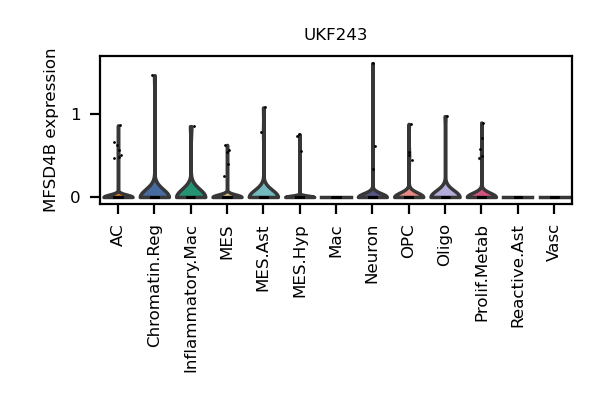 UKF243
MFSD4B expression
1
0
AC
Chromatin.Reg
Inflammatory.Mac
MES
MES.Ast
MES.Hyp
Mac
Neuron
OPC
Oligo
Prolif.Metab
Reactive.Ast
Vasc